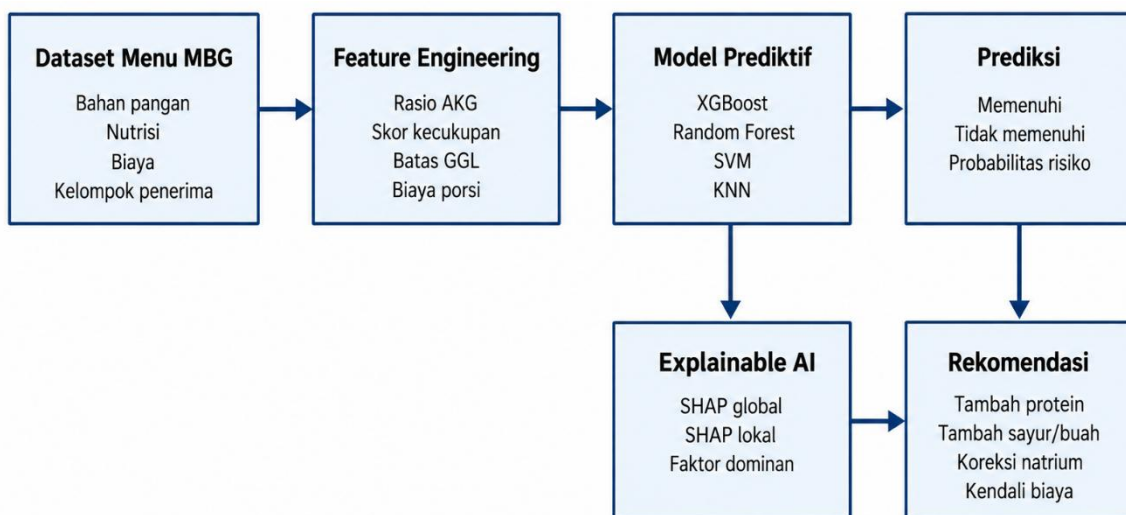 Dataset Menu MBG
Bahan pangan
Nutrisi
Biaya
Kelompok penerima
Feature Engineering
Rasio AKG
Skor kecukupan
Batas GGL
Biaya porsi
Model Prediktif
XGBoost
Random Forest
SVM
KNN
Prediksi
Memenuhi
Tidak memenuhi
Probabilitas risiko
Explainable AI
SHAP global
SHAP lokal
Faktor dominan
Rekomendasi
Tambah protein
Tambah sayur/buah
Koreksi natrium
Kendali biaya